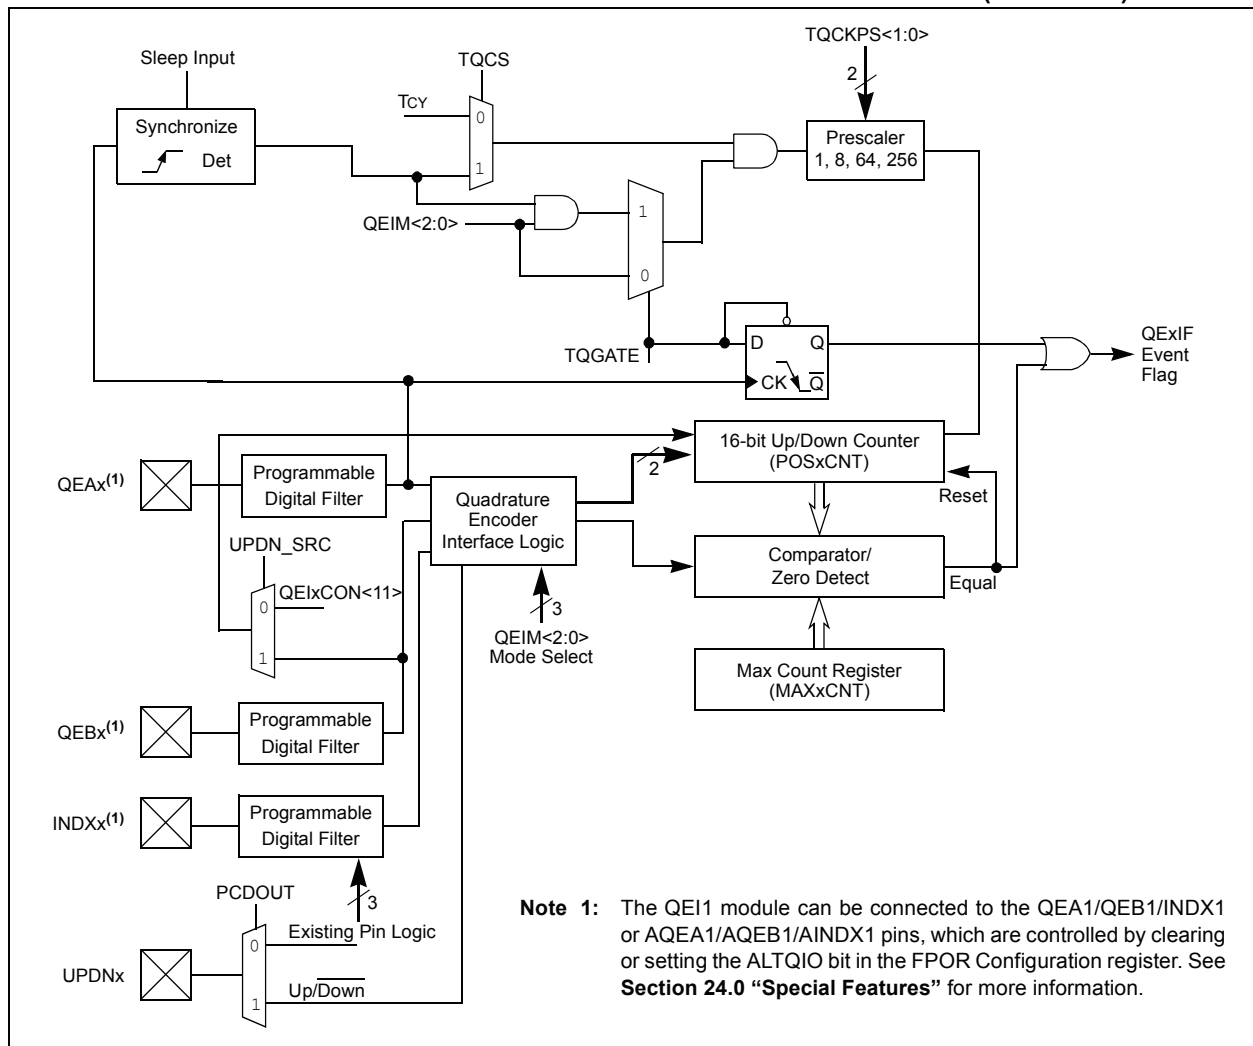 TQCKPS<1:0>
Sleep Input
TQCS
2
TCY
0
Synchronize
Det
1
Prescaler
1, 8, 64, 256
QEIM<2:0>
1
0
TQGATE
D
Q
CK
Q
QExIF
Event
Flag
16-bit Up/Down Counter
(POSxCNT)
2
Reset
QEAx(1)
Programmable
Digital Filter
Quadrature
Encoder
Interface Logic
Comparator/
Zero Detect
Equal
UPDN_SRC
0
QEIxCON<11>
1
3
QEIM<2:0>
Mode Select
Max Count Register
(MAXxCNT)
QEBx(1)
Programmable
Digital Filter
INDXx(1)
Programmable
Digital Filter
PCDOUT
3
0
Existing Pin Logic
UPDNx
1
Up/Down
Note 1: The QEI1 module can be connected to the QEA1/QEB1/INDX1
or AQEA1/AQEB1/AINDX1 pins, which are controlled by clearing
or setting the ALTQIO bit in the FPOR Configuration register. See
Section 24.0 “Special Features” for more information.